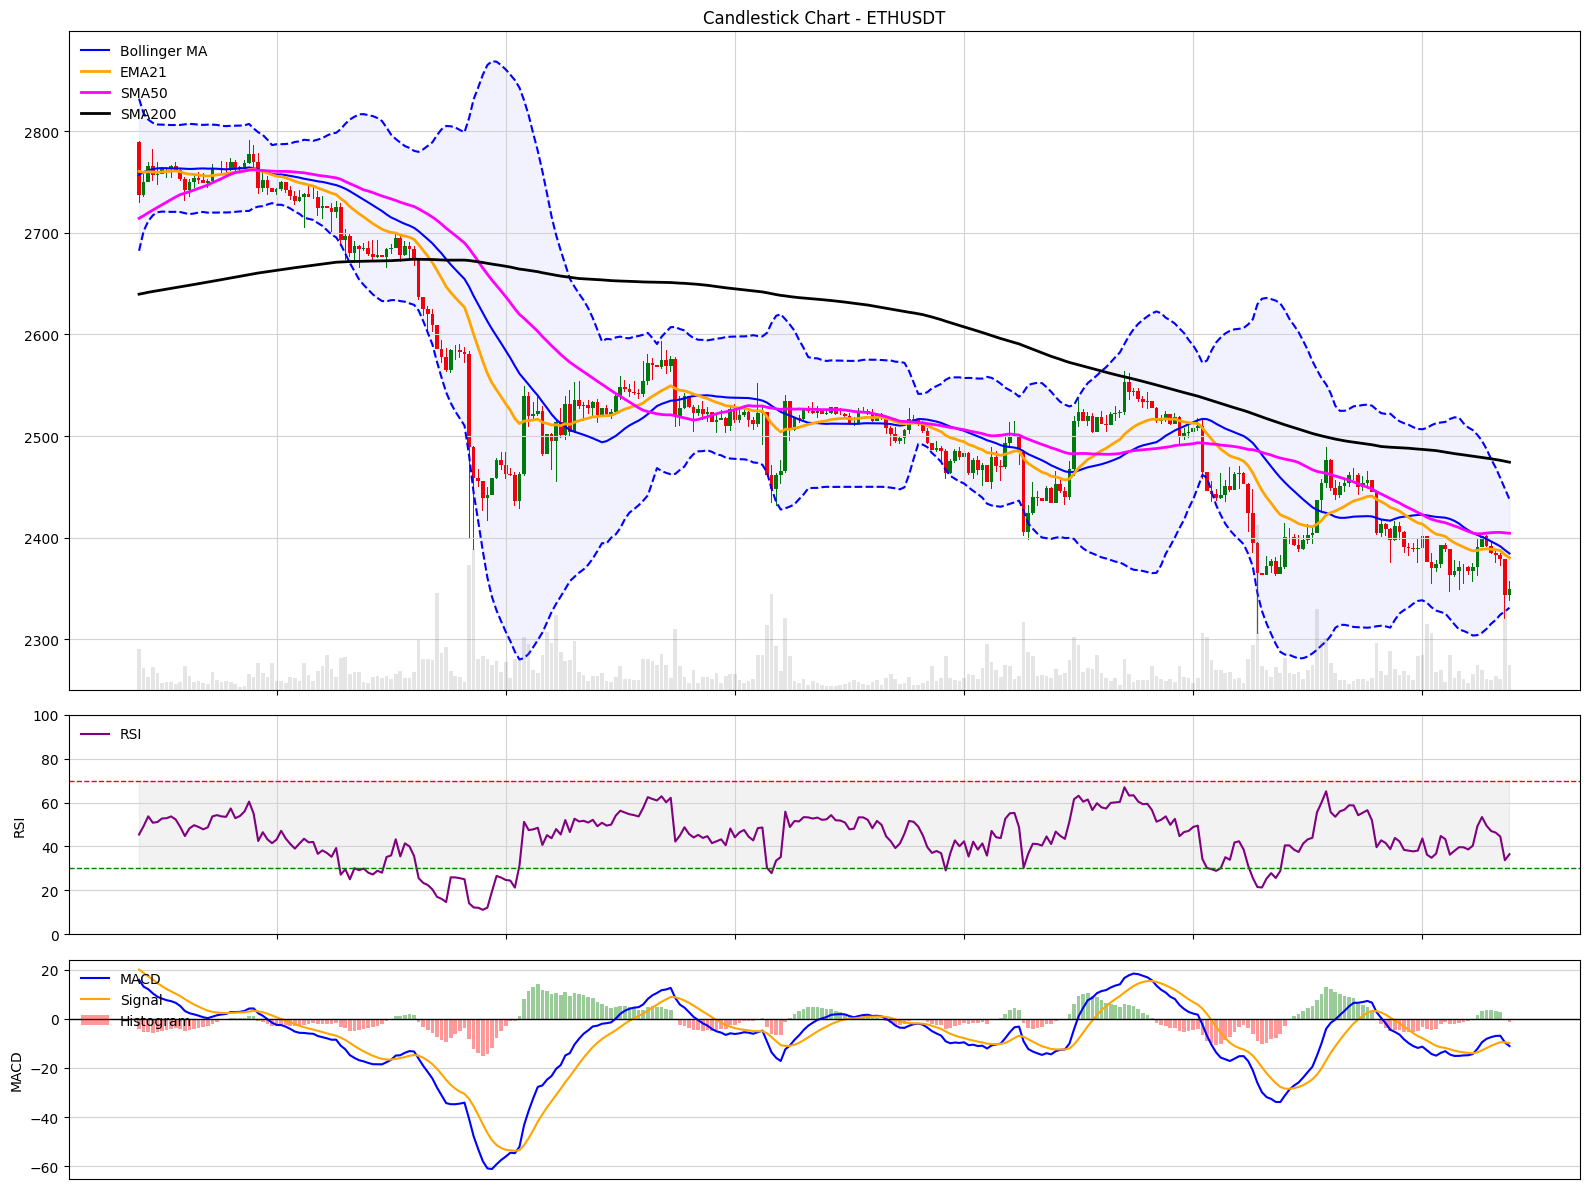 Candlestick Chart - ETHUSDT
Bollinger MA
EMA21
SMA50
SMA200
2800
2700
2600
2500
2400
2300
RSI
100
80
60
40
20
0
RSI
MACD
Signal
Histogram
20
0
−20
−40
−60
MACD